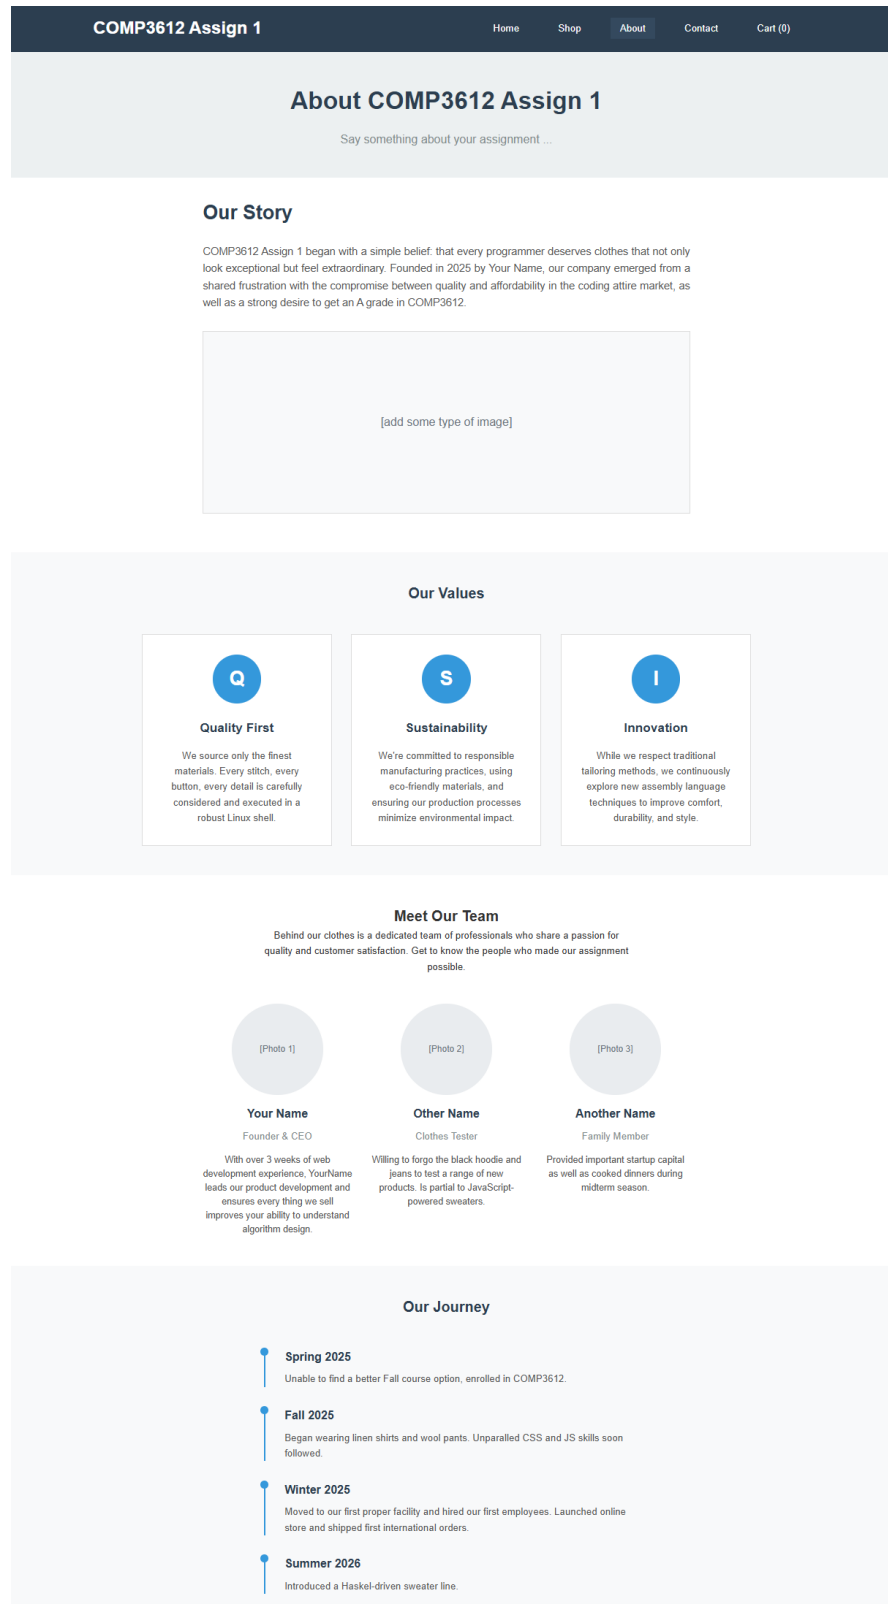 COMP3612 Assign 1
Home Shop About Contact Cart (0)
About COMP3612 Assign 1
Say something about your assignment ...
Our Story
COMP3612 Assign 1 began with a simple belief: that every programmer deserves clothes that not only
look exceptional but feel extraordinary. Founded in 2025 by Your Name, our company emerged from a
shared frustration with the compromise between quality and affordability in the coding attire market, as
well as a strong desire to get an A grade in COMP3612.
[add some type of image]
Our Values
Q
Quality First
We source only the finest
materials. Every stitch, every
button, every detail is carefully
considered and executed in a
robust Linux shell.
S
Sustainability
We're committed to responsible
manufacturing practices, using
eco-friendly materials, and
ensuring our production processes
minimize environmental impact.
I
Innovation
While we respect traditional
tailoring methods, we continuously
explore new assembly language
techniques to improve comfort,
durability, and style.
Meet Our Team
Behind our clothes is a dedicated team of professionals who share a passion for
quality and customer satisfaction. Get to know the people who made our assignment
possible.
[Photo 1]
Your Name
Founder & CEO
With over 3 weeks of web
development experience, YourName
leads our product development and
ensures every thing we sell
improves your ability to understand
algorithm design.
[Photo 2]
Other Name
Clothes Tester
Willing to forgo the black hoodie and
jeans to test a range of new
products. Is partial to JavaScript-
powered sweaters.
[Photo 3]
Another Name
Family Member
Provided important startup capital
as well as cooked dinners during
midterm season.
Our Journey
Spring 2025
Unable to find a better Fall course option, enrolled in COMP3612.
Fall 2025
Began wearing linen shirts and wool pants. Unparalled CSS and JS skills soon
followed.
Winter 2025
Moved to our first proper facility and hired our first employees. Launched online
store and shipped first international orders.
Summer 2026
Introduced a Haskel-driven sweater line.